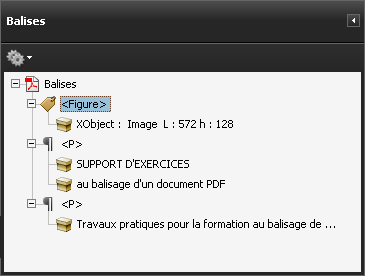 Balises
Balises
<Figure>
XObject : Image L : 572 h : 128
<P>
SUPPORT D'EXERCICES
au balisage d'un document PDF
<P>
Travaux pratiques pour la formation au balisage de ...